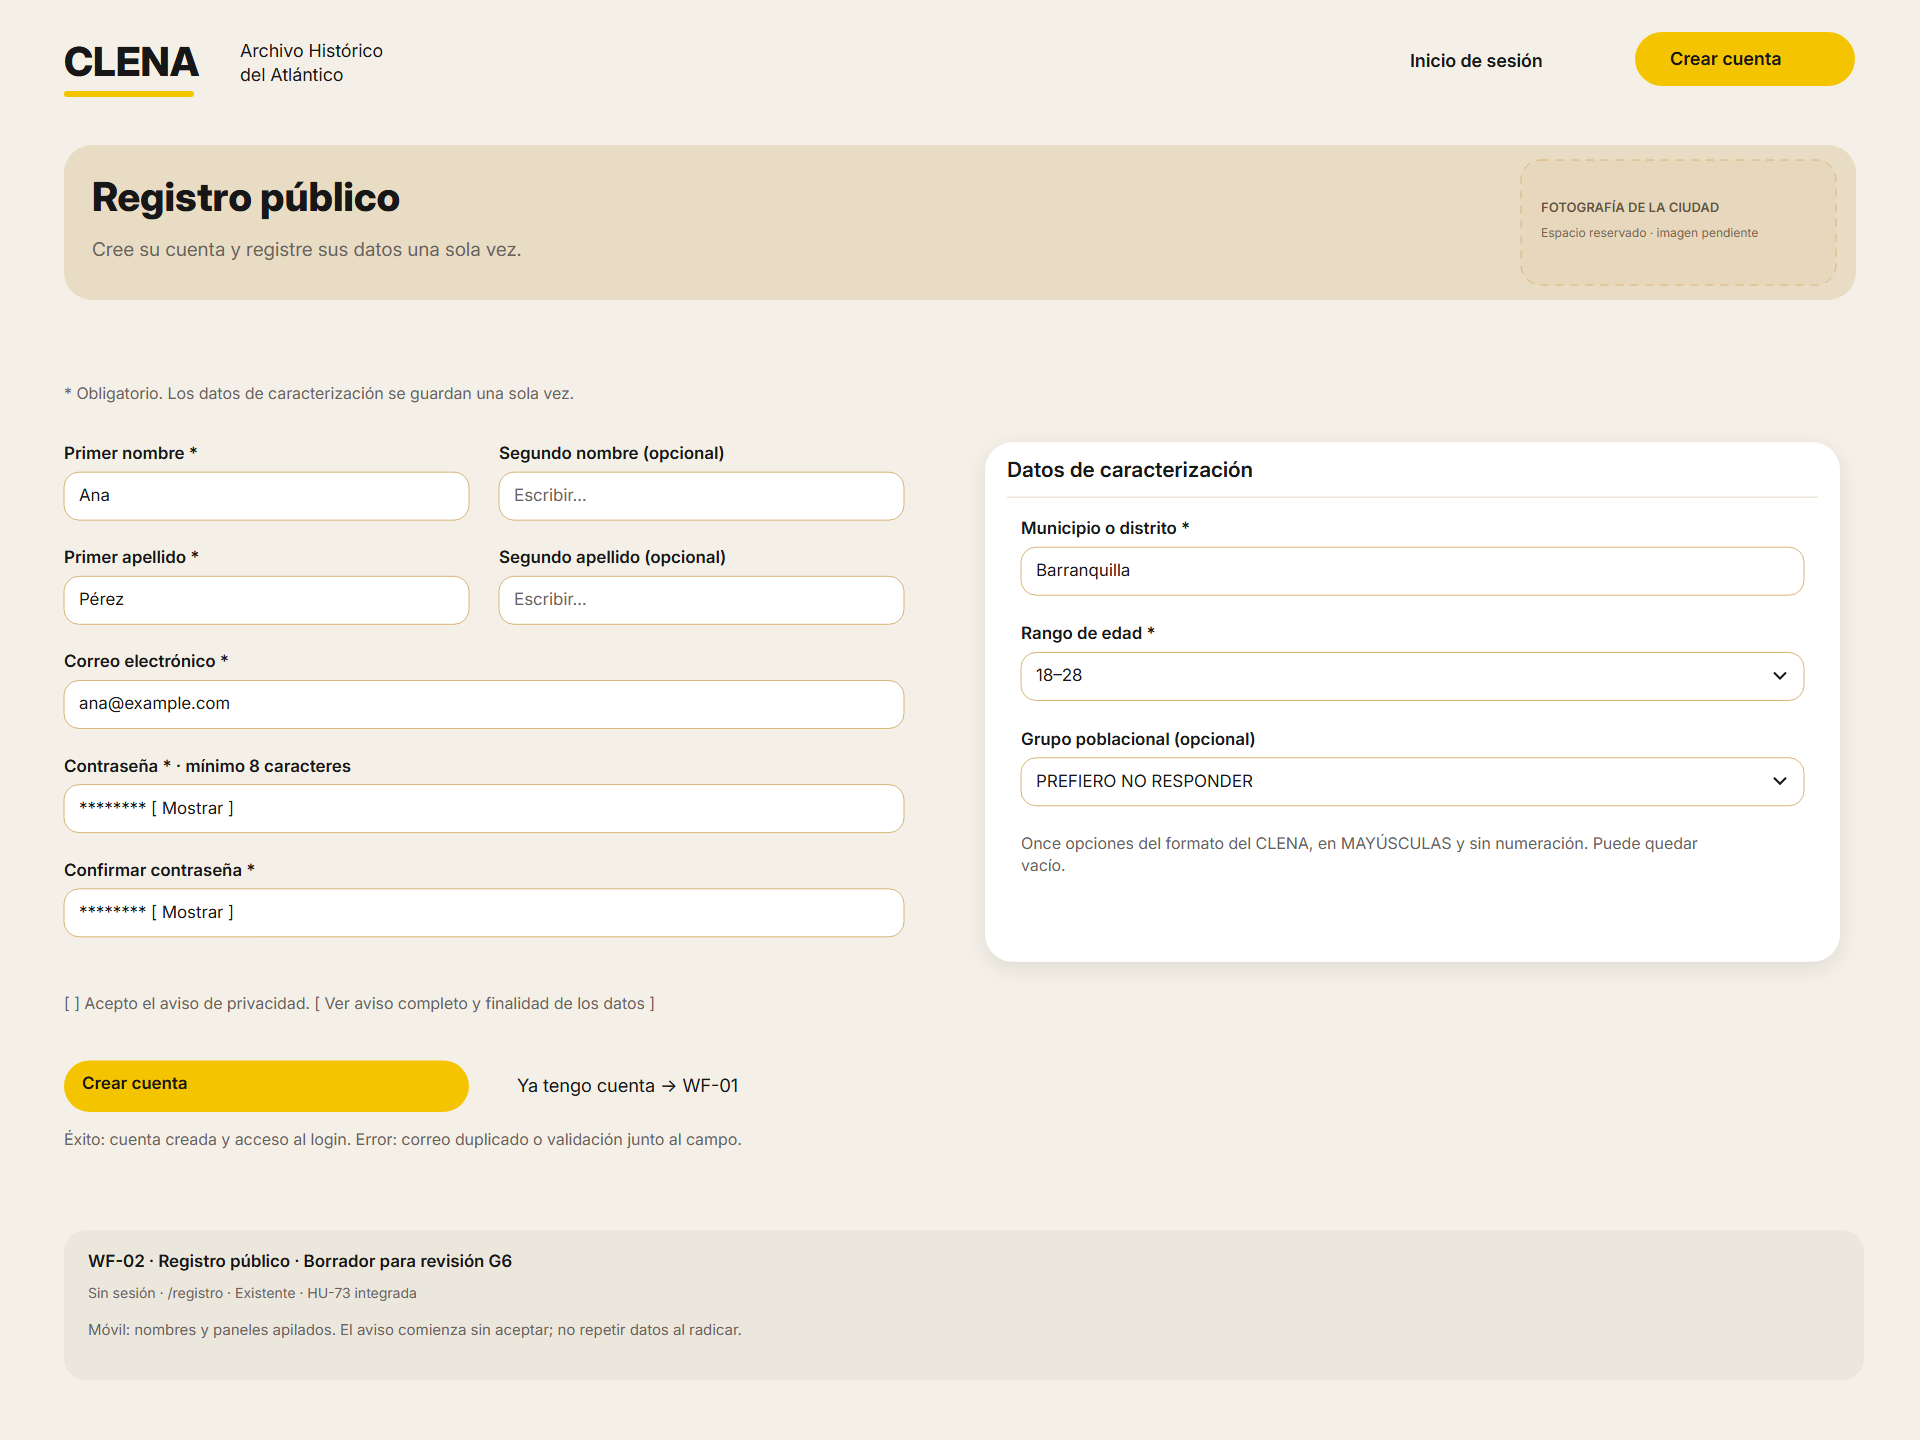 CLENA
Archivo Histórico
del Atlántico
Inicio de sesión
Crear cuenta
Registro público
Cree su cuenta y registre sus datos una sola vez.
FOTOGRAFÍA DE LA CIUDAD
Espacio reservado · imagen pendiente
* Obligatorio. Los datos de caracterización se guardan una sola vez.
Primer nombre *
Ana
Segundo nombre (opcional)
Escribir...
Primer apellido *
Pérez
Segundo apellido (opcional)
Escribir...
Correo electrónico *
ana@example.com
Contraseña * · mínimo 8 caracteres
******** [ Mostrar ]
Confirmar contraseña *
******** [ Mostrar ]
Datos de caracterización
Municipio o distrito *
Barranquilla
Rango de edad *
18–28
Grupo poblacional (opcional)
PREFIERO NO RESPONDER
Once opciones del formato del CLENA, en MAYÚSCULAS y sin numeración. Puede quedar
vacío.
[ ] Acepto el aviso de privacidad. [ Ver aviso completo y finalidad de los datos ]
Crear cuenta
Ya tengo cuenta → WF-01
Éxito: cuenta creada y acceso al login. Error: correo duplicado o validación junto al campo.
WF-02 · Registro público · Borrador para revisión G6
Sin sesión · /registro · Existente · HU-73 integrada
Móvil: nombres y paneles apilados. El aviso comienza sin aceptar; no repetir datos al radicar.